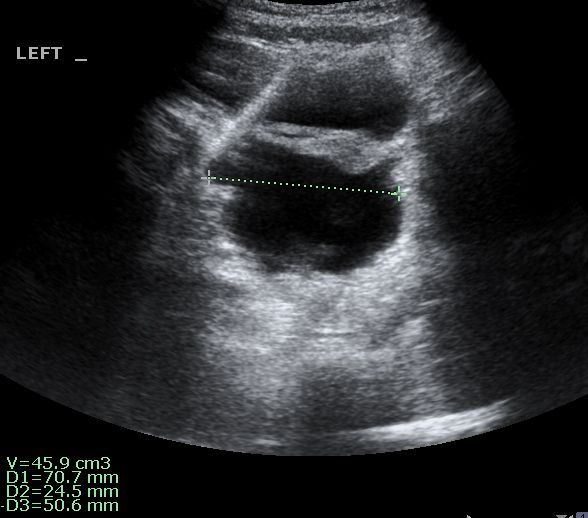 LEFT _
V=45.9 cm3
D1=70.7 mm
D2=24.5 mm
-D3=50.6 mm